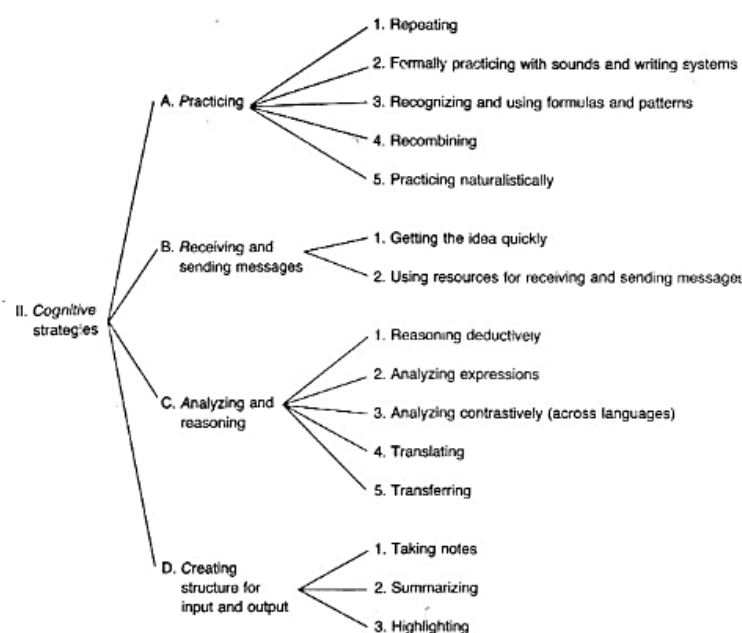 1. Repeating
2. Formally practicing with sounds and writing systems
A. Practicing
3. Recognizing and using formulas and patterns
4. Recombining
5. Practicing naturalistically
B. Receiving and
sending messages
1. Getting the idea quickly
2. Using resources for receiving and sending messages
II. Cognitive
strategies
1. Reasoning deductively
2. Analyzing expressions
C. Analyzing and
reasoning
3. Analyzing contrastively (across languages)
4. Translating
5. Transferring
D. Creating
structure for
input and output
1. Taking notes
2. Summarizing
3. Highlighting